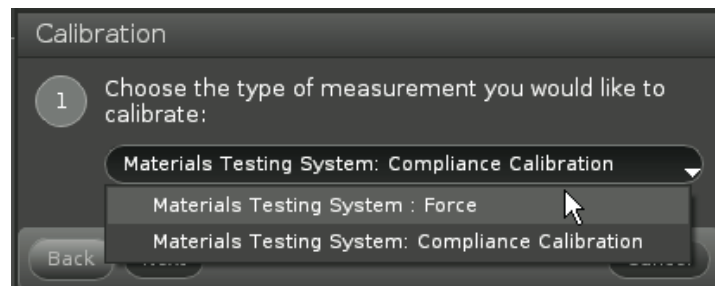 Calibration
1
Choose the type of measurement you would like to
calibrate:
Materials Testing System: Compliance Calibration
Materials Testing System : Force
Materials Testing System: Compliance Calibration
Back